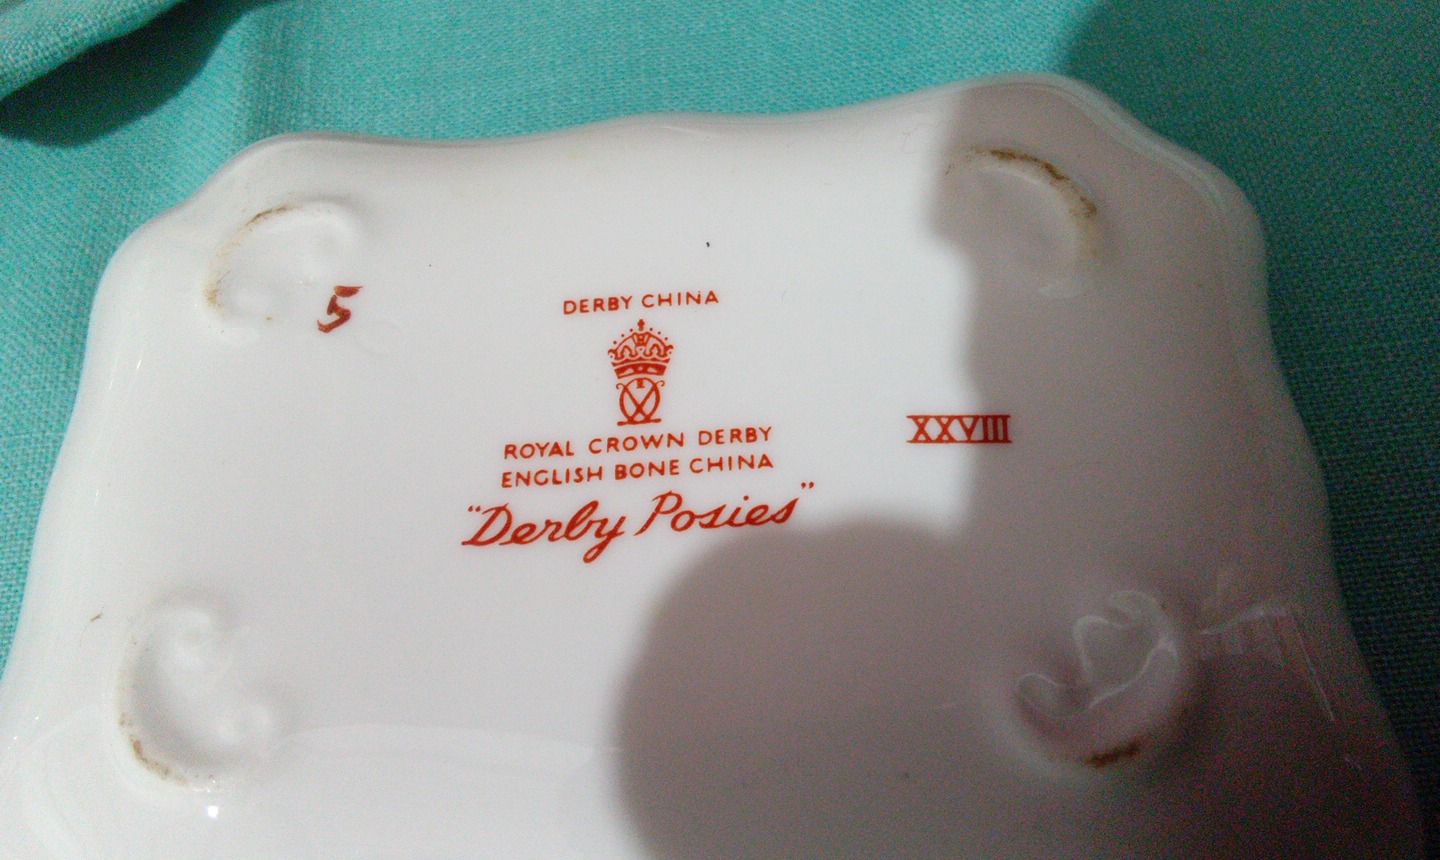 5
DERBY CHINA
ROYAL CROWN DERBY
ENGLISH BONE CHINA
"Derby Posies"
XXVIII